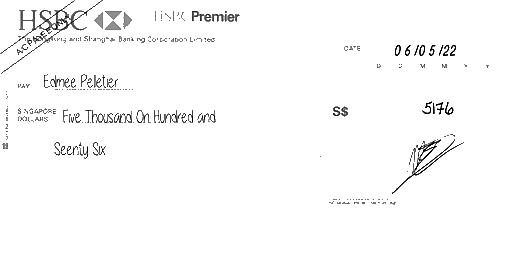 HSBC HSBC Premier
A/C PAYEE ONLY
The Hongkong and Shanghai Banking Corporation Limited
DATE 06/05/22
D D M M Y Y
PAY Edmee Peletier
SINGAPORE DOLLARS Five Thousand On Hundred and
S$ 5176
Seenty Six